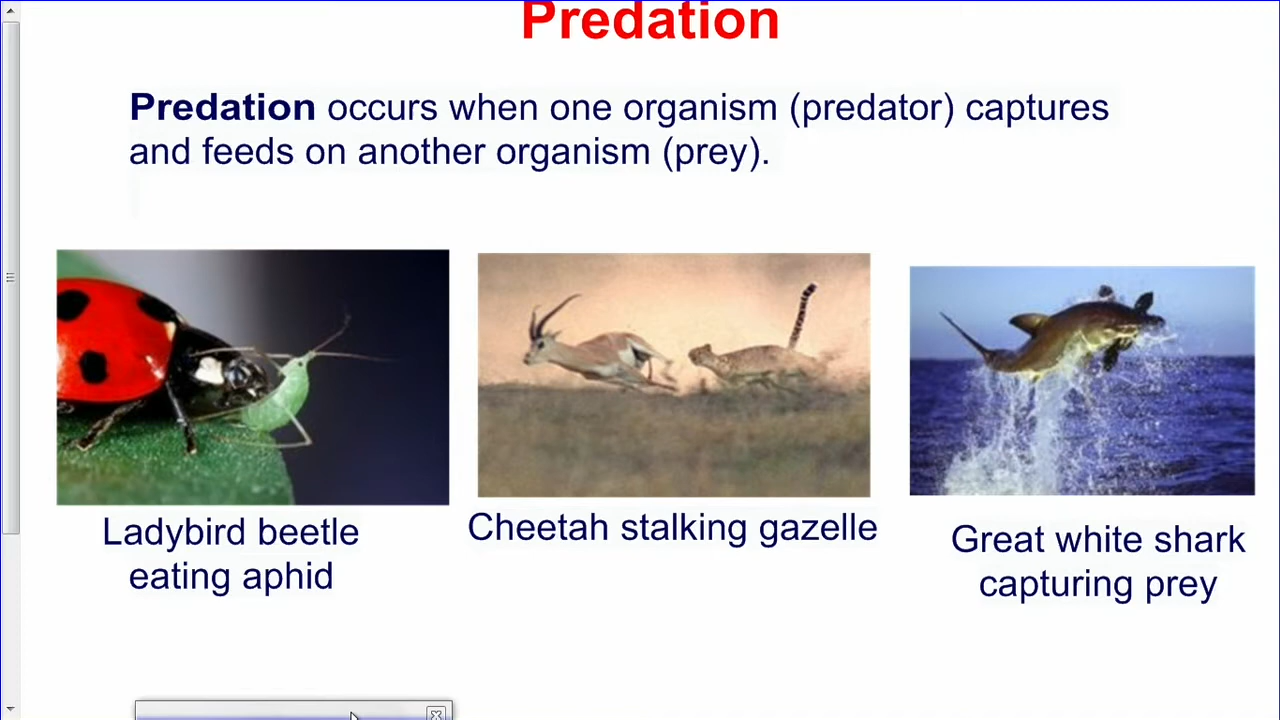 Predation
Predation occurs when one organism (predator) captures
and feeds on another organism (prey).
Ladybird beetle
eating aphid
Cheetah stalking gazelle
Great white shark
capturing prey